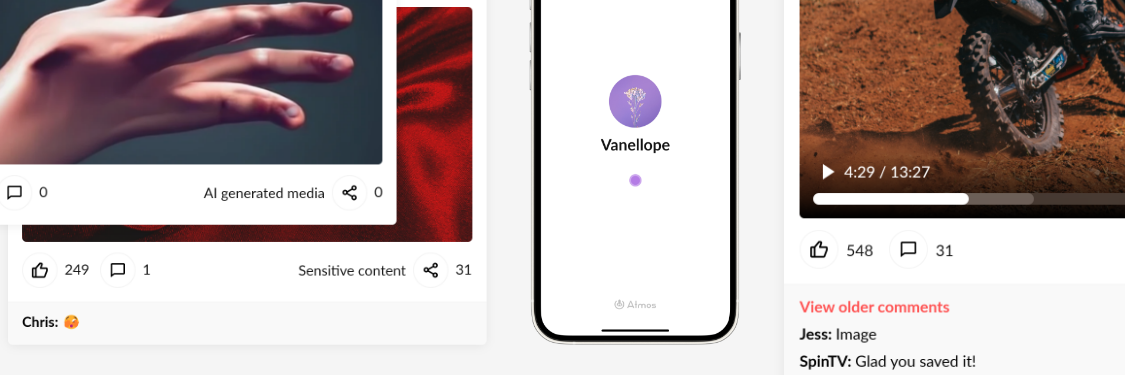 0
AI generated media
0
249
1
Sensitive content
31
Chris:
Vanellope
Atmos
4:29 / 13:27
548
31
View older comments
Jess: Image
SpinTV: Glad you saved it!